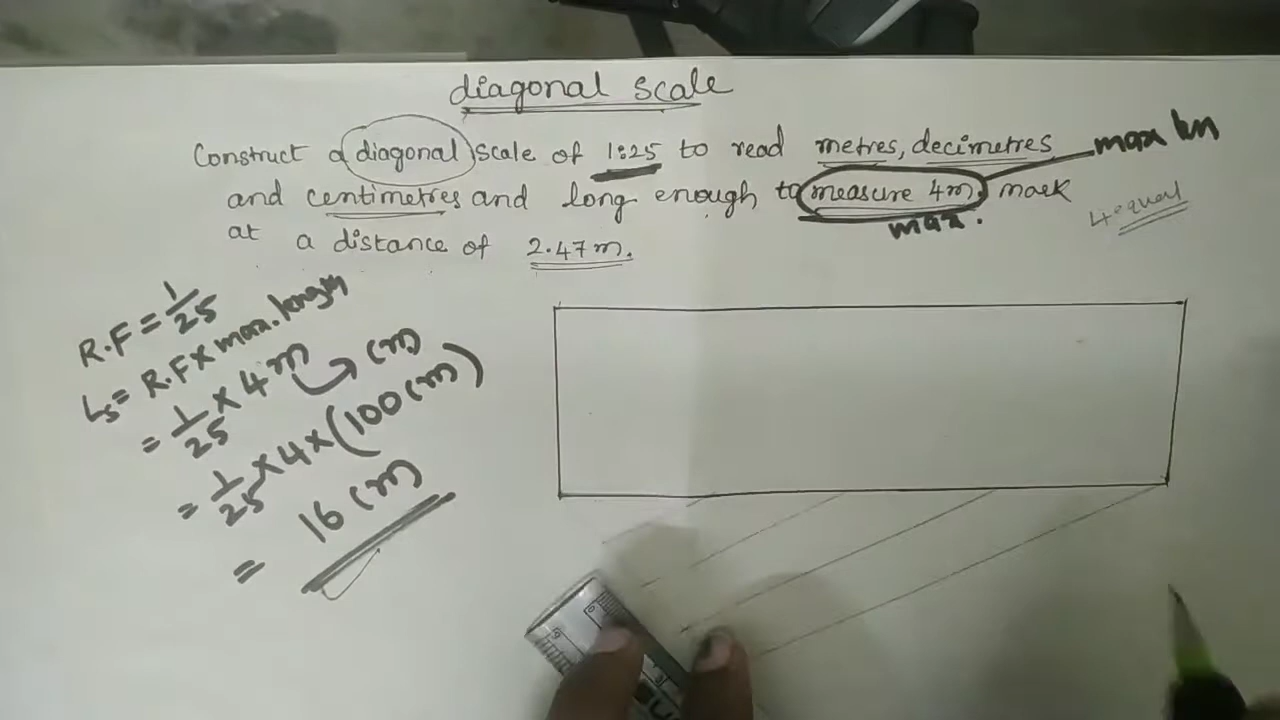 diagonal scale
Construct a diagonal scale of 1:25 to read metres, decimetres
max len
and centimetres and long enough to measure 4m mark
max.
4 equal
at a distance of 2.47m.
R.F = 1/25
Ls = R.F x max. length
= 1/25 x 4m cm
= 1/25 x 4 x (100 cm)
= 16 cm